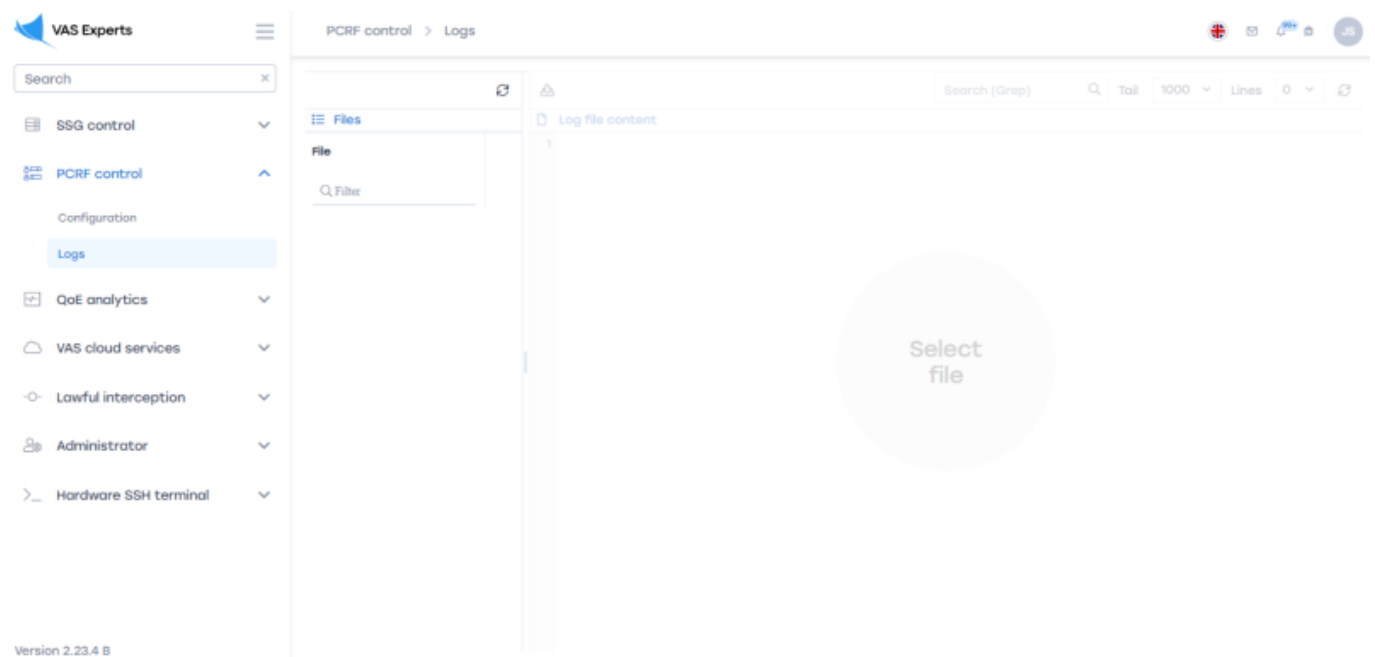 VAS Experts
PCRF control > Logs
99+
JS
Search ×
Search (Grep) Tail 1000 Lines 0
SSG control
Files
Log file content
File
1
PCRF control
Filter
Configuration
Logs
QoE analytics
VAS cloud services
Select
file
Lawful interception
Administrator
>_ Hardware SSH terminal
Version 2.23.4 B